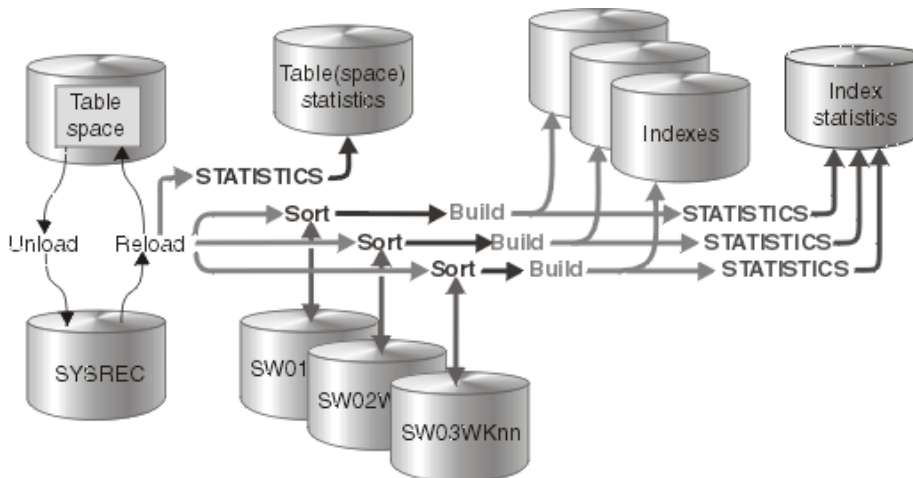 Table
space
Table(space)
statistics
Indexes
Index
statistics
STATISTICS
Sort
Build
STATISTICS
Unload
Reload
Sort
Build
STATISTICS
Sort
Build
STATISTICS
SYSREC
SW01
SW02W
SW03WKnn